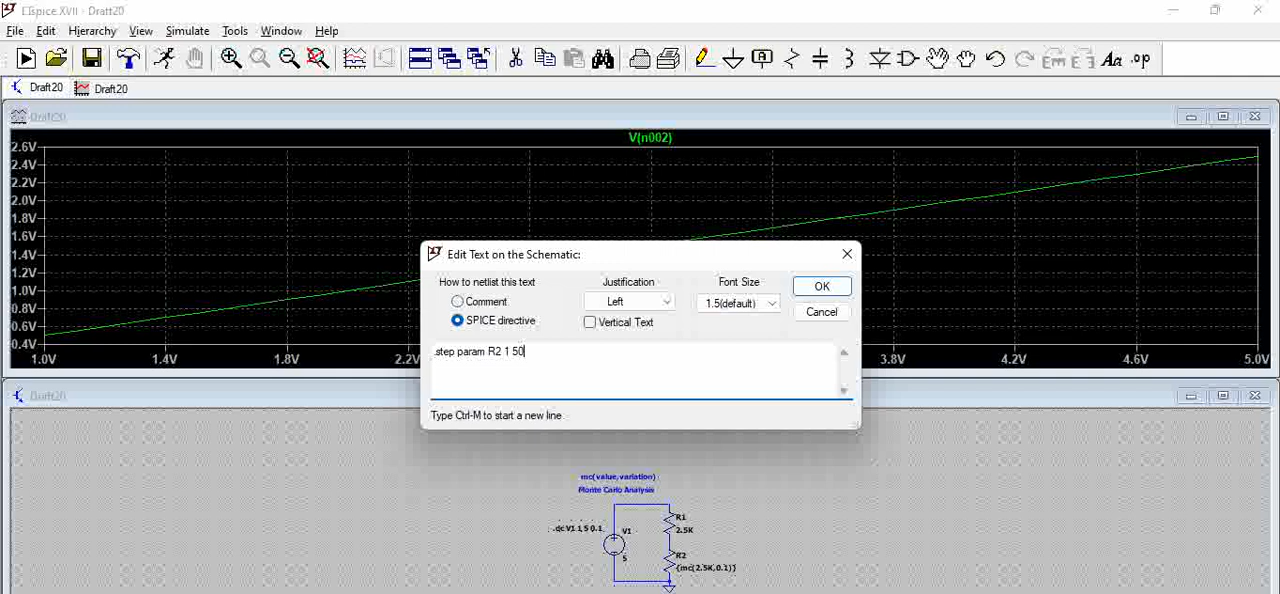 LTspice XVII - Draft20
File Edit Hierarchy View Simulate Tools Window Help
Aa .op
Draft20 Draft20
Draft20
V(n002)
2.6V
2.4V
2.2V
2.0V
1.8V
1.6V
1.4V
1.2V
1.0V
0.8V
0.6V
0.4V
1.0V 1.4V 1.8V 2.2V 3.8V 4.2V 4.6V 5.0V
Edit Text on the Schematic:
How to netlist this text
Comment
SPICE directive
Justification
Left
Vertical Text
Font Size
1.5(default)
OK
Cancel
.step param R2 1 50
Type Ctrl-M to start a new line
Draft20
mc(value,variation)
Monte Carlo Analysis
.dc V1 1 5 0.1
V1
5
R1
2.5K
R2
{mc(2.5K,0.1)}